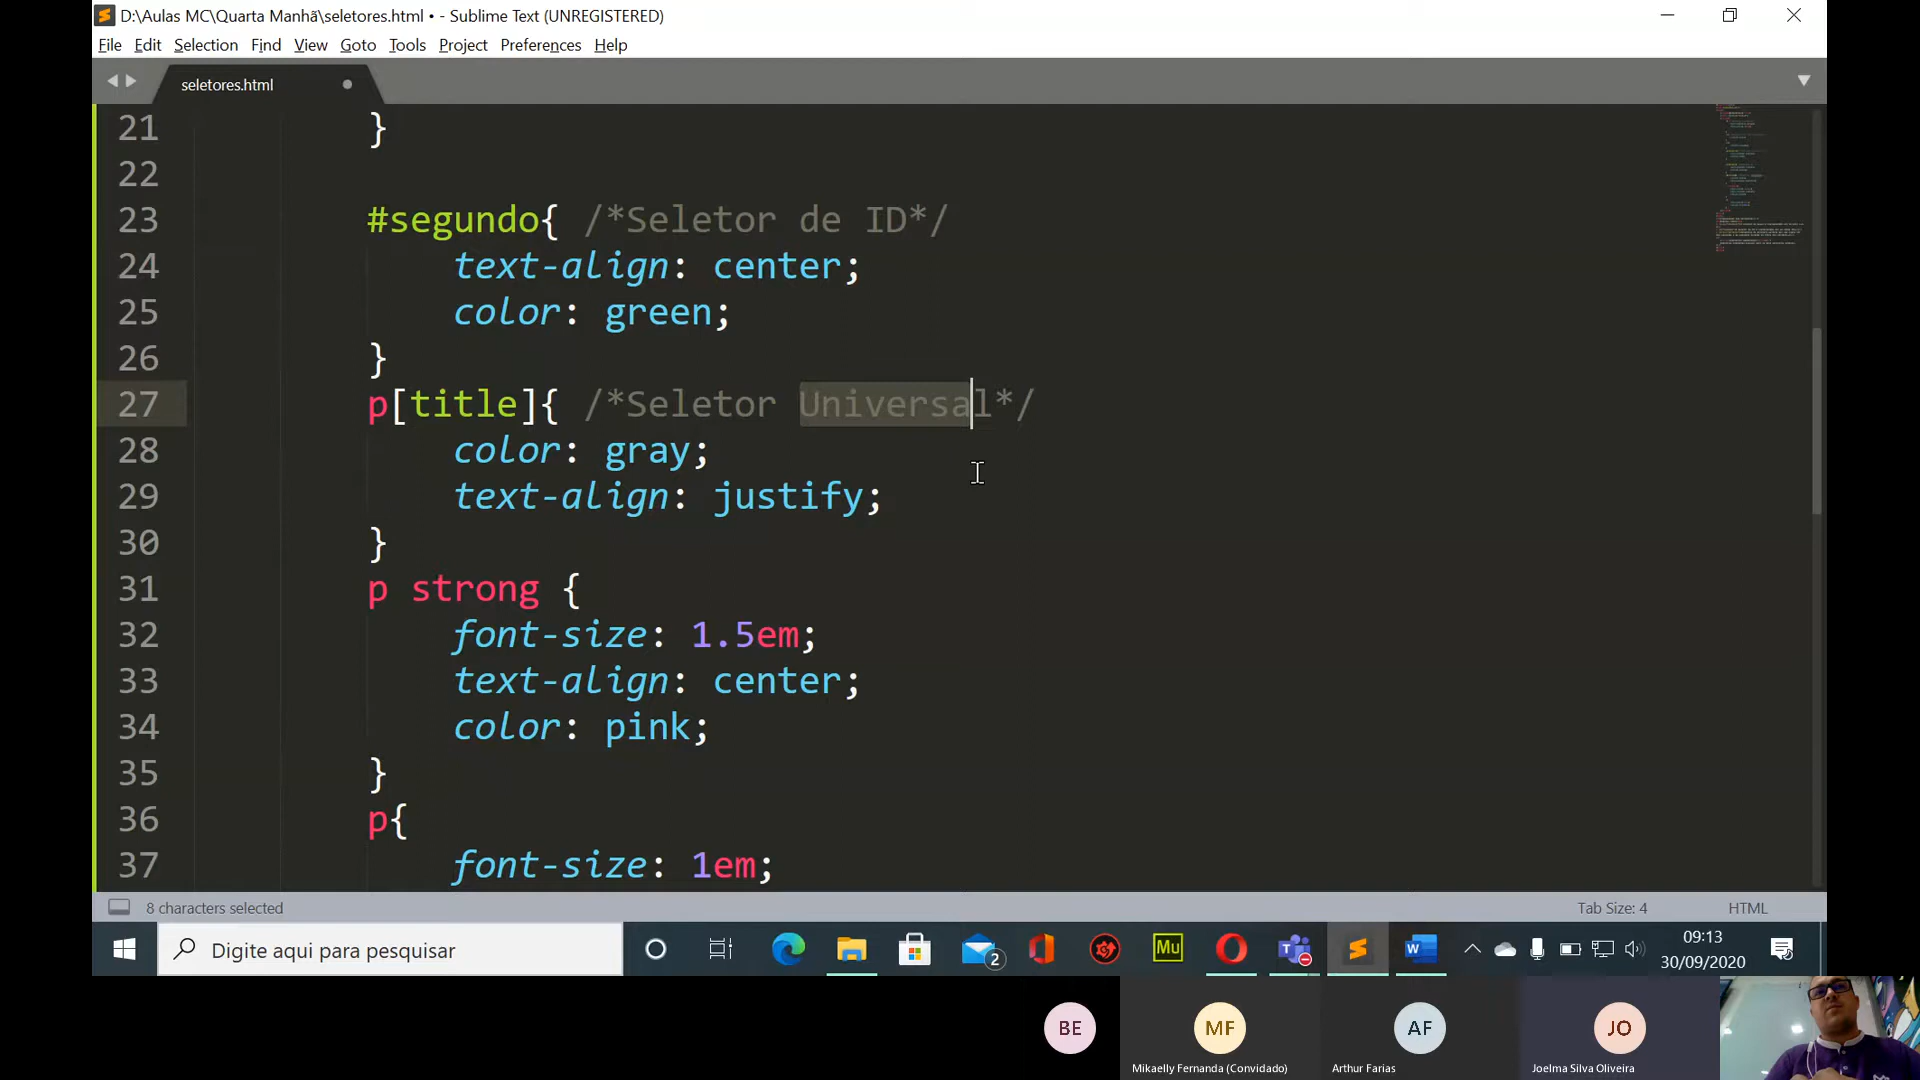 D:\Aulas MC\Quarta Manhã\seletores.html • - Sublime Text (UNREGISTERED)
File Edit Selection Find View Goto Tools Project Preferences Help
seletores.html
21 }
22
23 #segundo{ /*Seletor de ID*/
24 text-align: center;
25 color: green;
26 }
27 p[title]{ /*Seletor Universal*/
28 color: gray;
29 text-align: justify;
30 }
31 p strong {
32 font-size: 1.5em;
33 text-align: center;
34 color: pink;
35 }
36 p{
37 font-size: 1em;
8 characters selected Tab Size: 4 HTML
Digite aqui para pesquisar 2 Mu 09:13
30/09/2020
BE MF AF JO
Mikaelly Fernanda (Convidado) Arthur Farias Joelma Silva Oliveira